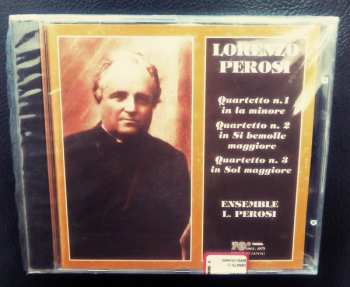 LORENZO
PEROSI
Quartetto n. 1
in la minore
Quartetto n. 2
in Si bemolle
maggiore
Quartetto n. 3
in Sol maggiore
ENSEMBLE
L. PEROSI